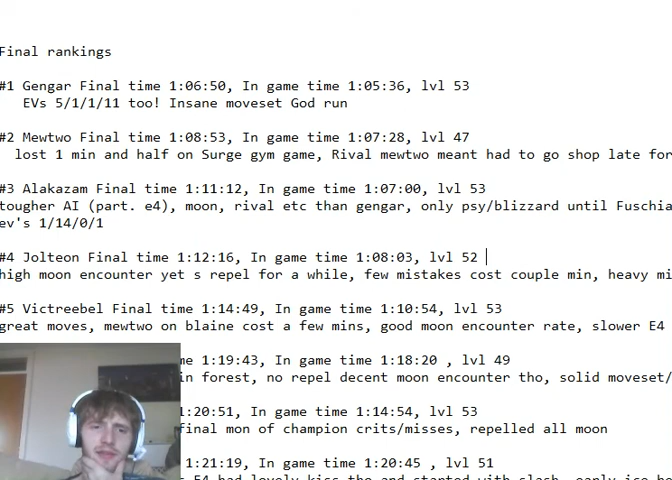 Final rankings
#1 Gengar Final time 1:06:50, In game time 1:05:36, lvl 53
EVs 5/1/1/11 too! Insane moveset God run
#2 Mewtwo Final time 1:08:53, In game time 1:07:28, lvl 47
lost 1 min and half on Surge gym game, Rival mewtwo meant had to go shop late for
#3 Alakazam Final time 1:11:12, In game time 1:07:00, lvl 53
tougher AI (part. e4), moon, rival etc than gengar, only psy/blizzard until Fuschia
ev's 1/14/0/1
#4 Jolteon Final time 1:12:16, In game time 1:08:03, lvl 52
high moon encounter yet s repel for a while, few mistakes cost couple min, heavy mi
#5 Victreebel Final time 1:14:49, In game time 1:10:54, lvl 53
great moves, mewtwo on blaine cost a few mins, good moon encounter rate, slower E4
me 1:19:43, In game time 1:18:20 , lvl 49
in forest, no repel decent moon encounter tho, solid moveset/
1:20:51, In game time 1:14:54, lvl 53
final mon of champion crits/misses, repelled all moon
1:21:19, In game time 1:20:45 , lvl 51